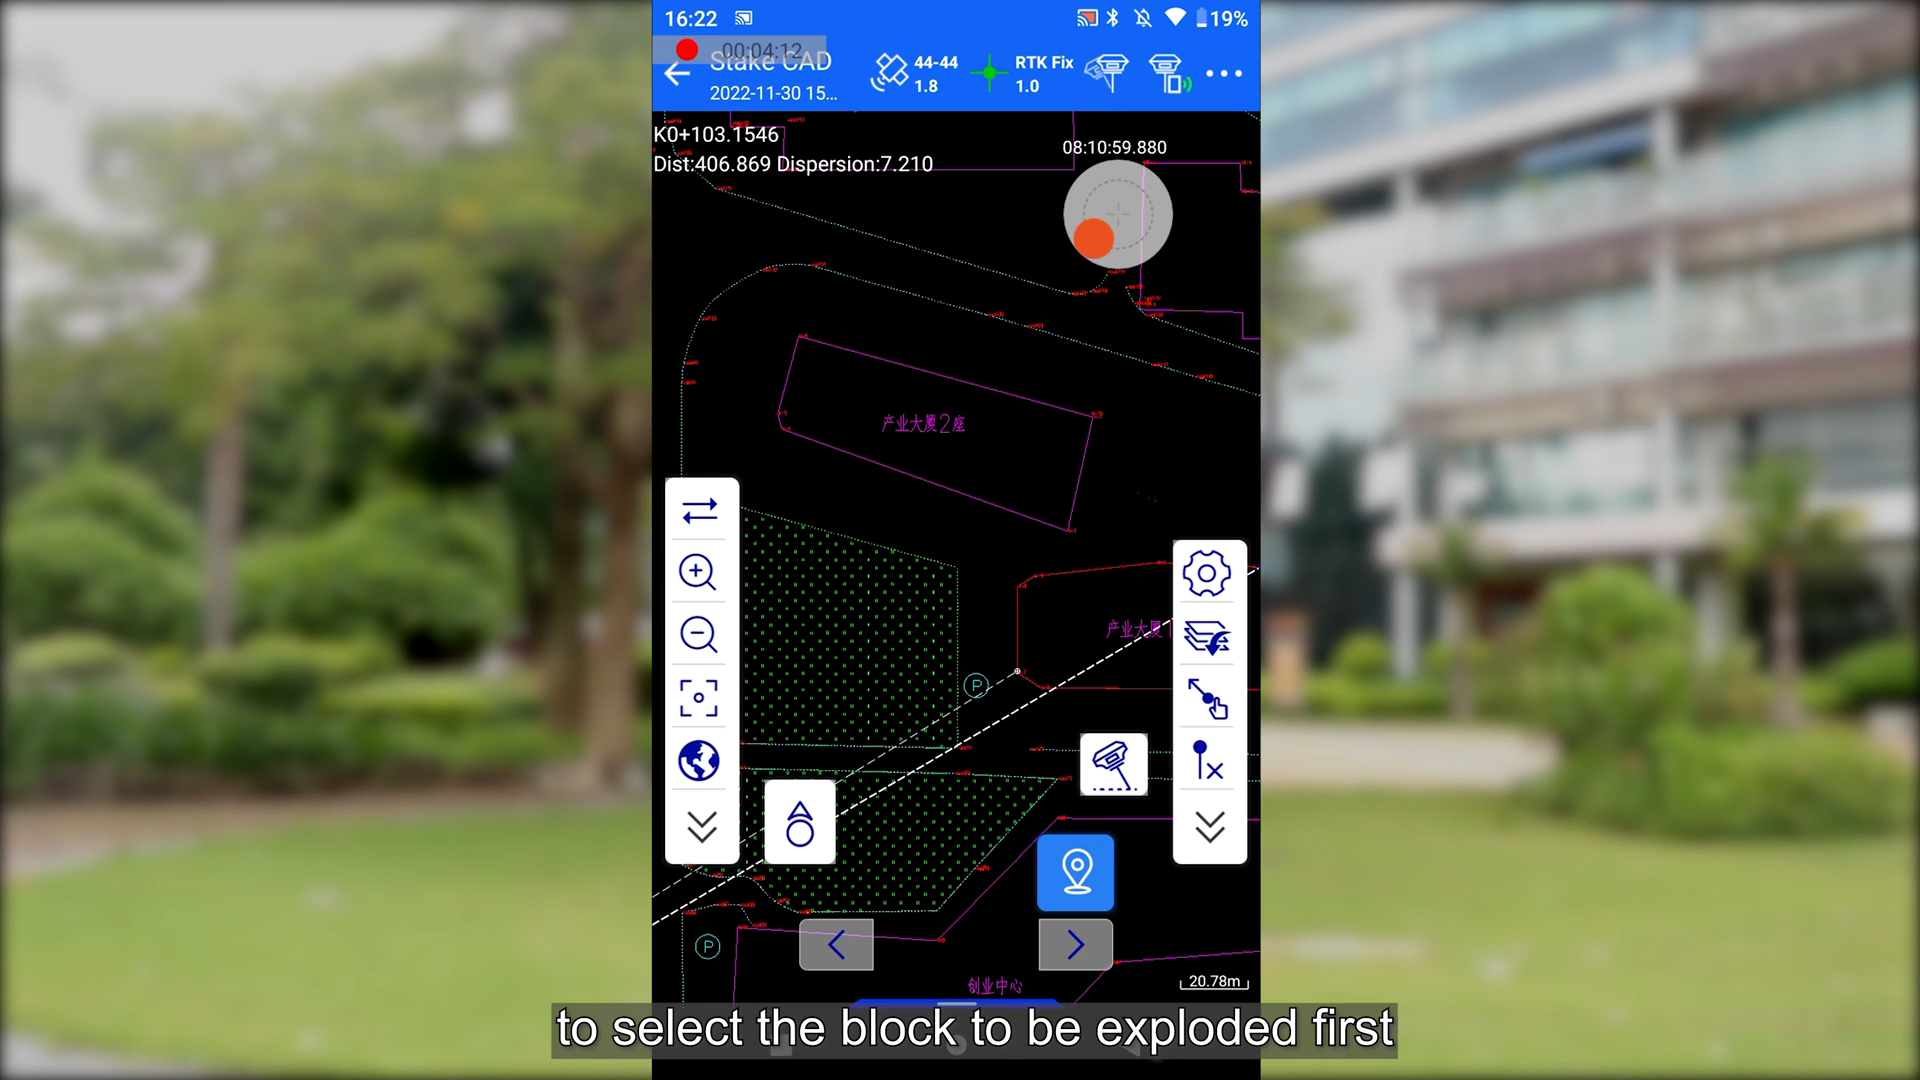 16:22
19%
00:04:12
Stake CAD
2022-11-30 15...
44-44
1.8
RTK Fix
1.0
K0+103.1546
Dist:406.869 Dispersion:7.210
08:10:59.880
产业大厦2座
产业大厦1
P
P
创业中心
20.78m
to select the block to be exploded first